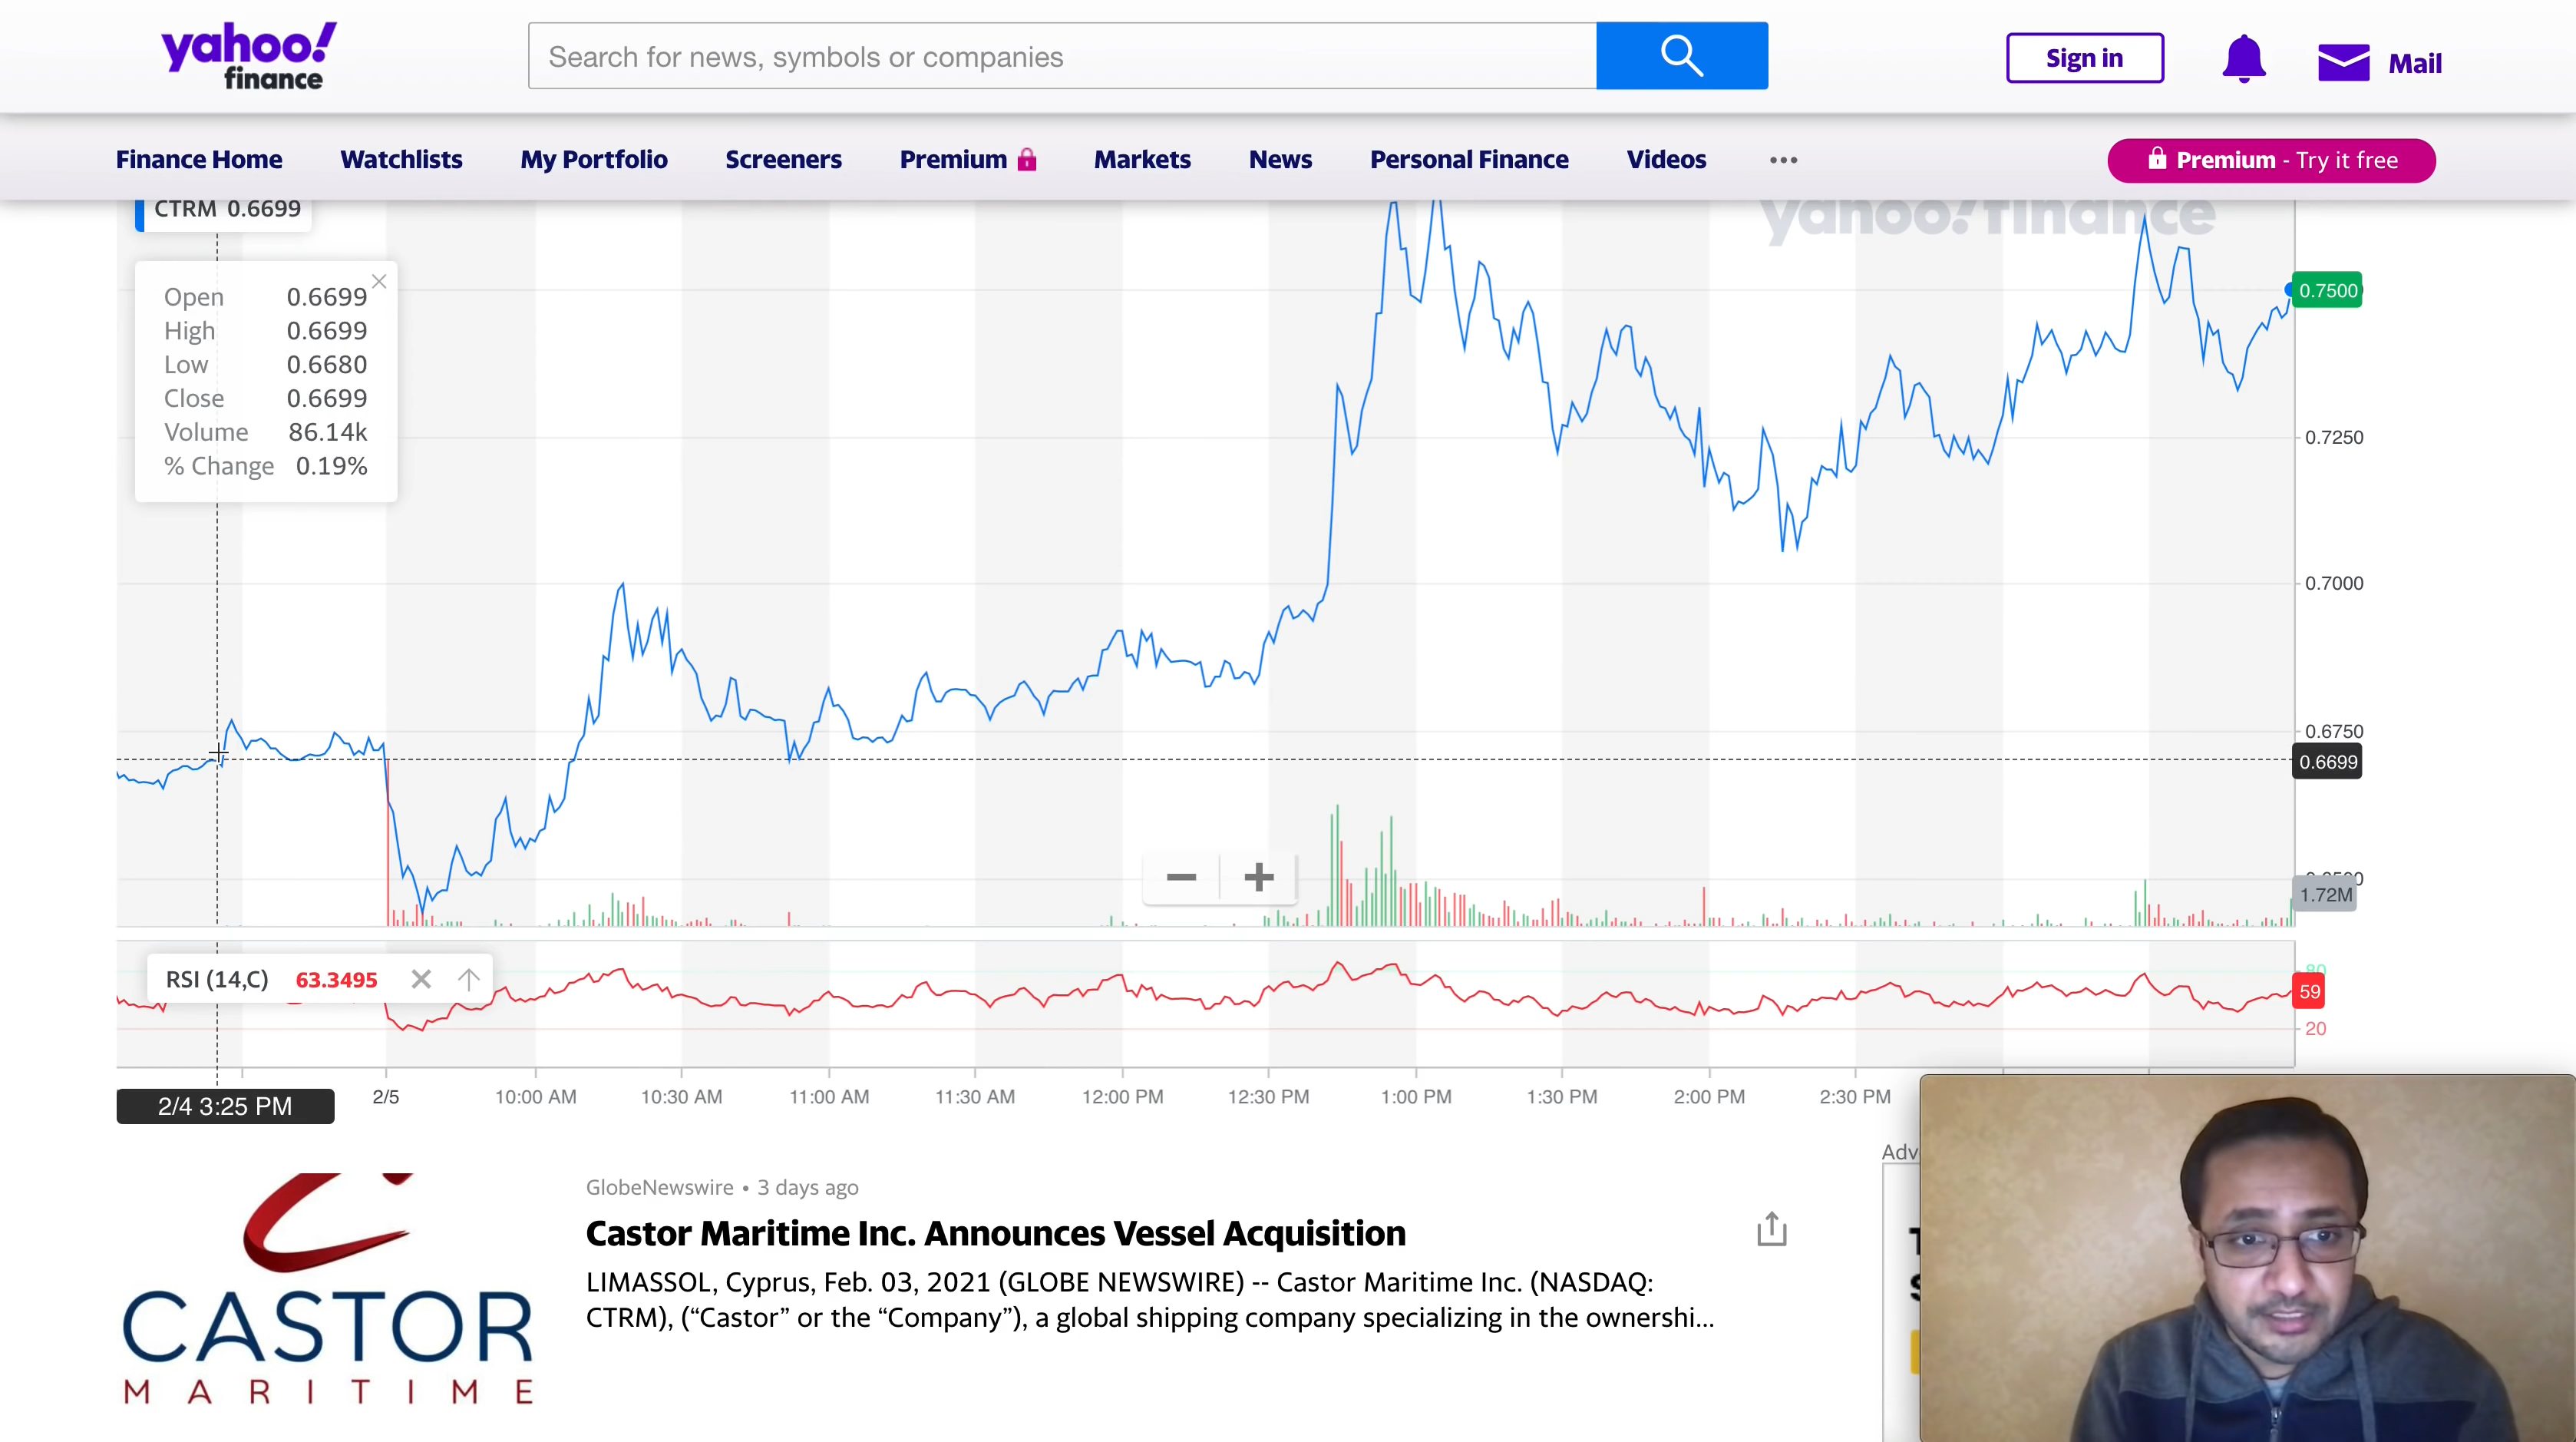 yahoo!
finance
Search for news, symbols or companies
Sign in
Mail
Finance Home Watchlists My Portfolio Screeners Premium Markets News Personal Finance Videos ••• Premium - Try it free
CTRM 0.6699
yahoo!finance
Open 0.6699
High 0.6699
Low 0.6680
Close 0.6699
Volume 86.14k
% Change 0.19%
0.7500
0.7250
0.7000
0.6750
0.6699
1.72M
− +
RSI (14,C) 63.3495
80
59
20
2/4 3:25 PM 2/5 10:00 AM 10:30 AM 11:00 AM 11:30 AM 12:00 PM 12:30 PM 1:00 PM 1:30 PM 2:00 PM 2:30 PM
Adv
GlobeNewswire • 3 days ago
Castor Maritime Inc. Announces Vessel Acquisition
LIMASSOL, Cyprus, Feb. 03, 2021 (GLOBE NEWSWIRE) -- Castor Maritime Inc. (NASDAQ:
CTRM), (“Castor” or the “Company”), a global shipping company specializing in the ownershi...
CASTOR
MARITIME